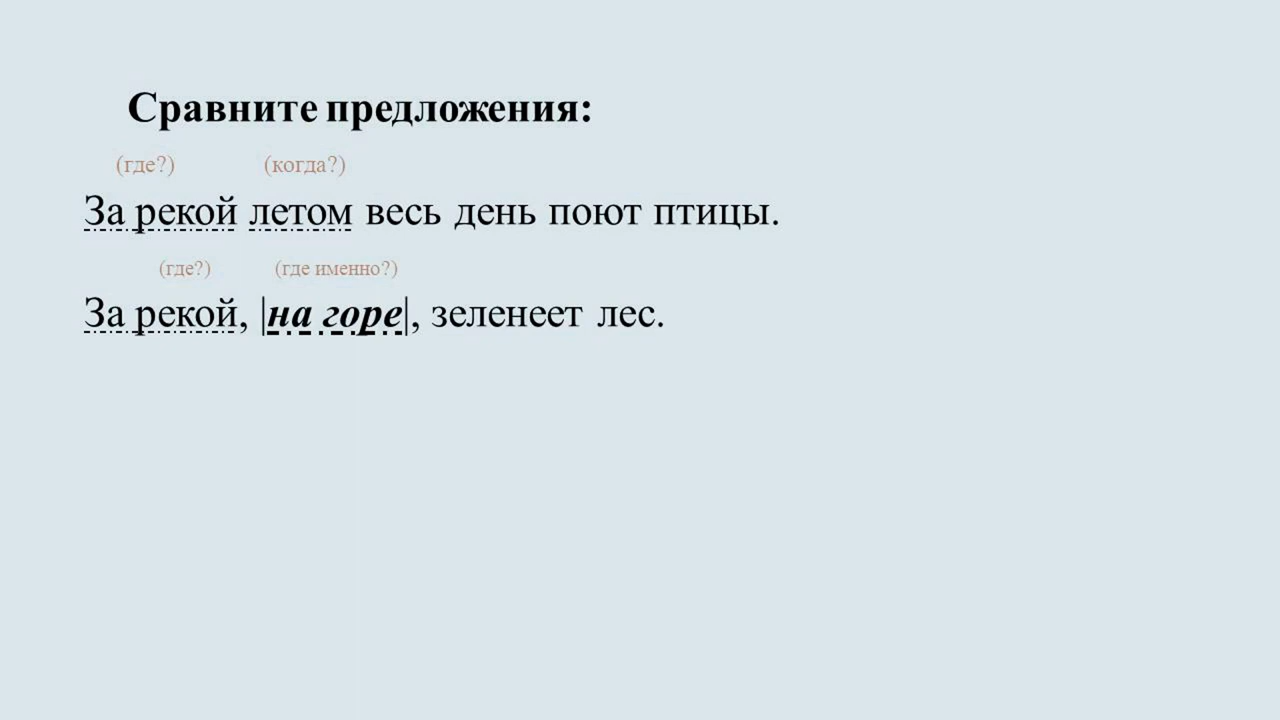 Сравните предложения:
(где?) (когда?)
За рекой летом весь день поют птицы.
(где?) (где именно?)
За рекой, |на горе|, зеленеет лес.